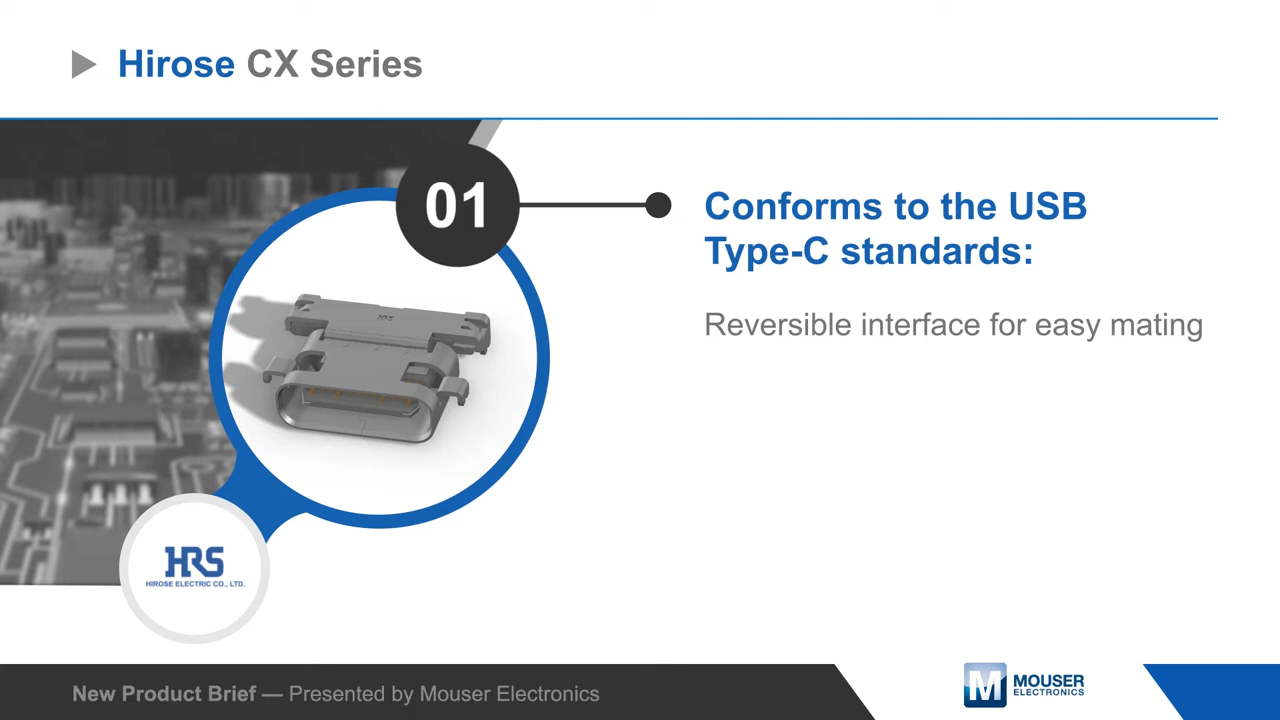 Hirose CX Series
01
Conforms to the USB
Type-C standards:
Reversible interface for easy mating
HRS
HRS
HIROSE ELECTRIC CO., LTD.
New Product Brief — Presented by Mouser Electronics
M
MOUSER
ELECTRONICS